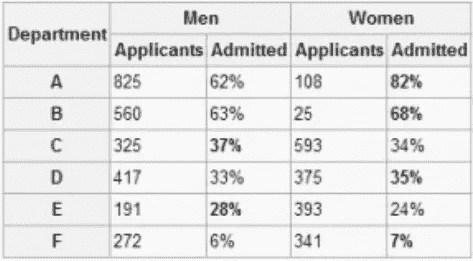 Department Men Women
Applicants Admitted Applicants Admitted
A 825 62% 108 82%
B 560 63% 25 68%
C 325 37% 593 34%
D 417 33% 375 35%
E 191 28% 393 24%
F 272 6% 341 7%